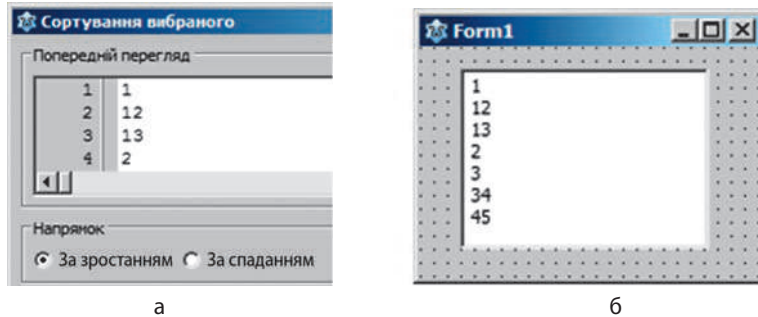 Сортування вибраного
Попередній перегляд
1 1
2 12
3 13
4 2
Напрянок
За зростанням За спаданням
а
Form1
1
12
13
2
3
34
45
б